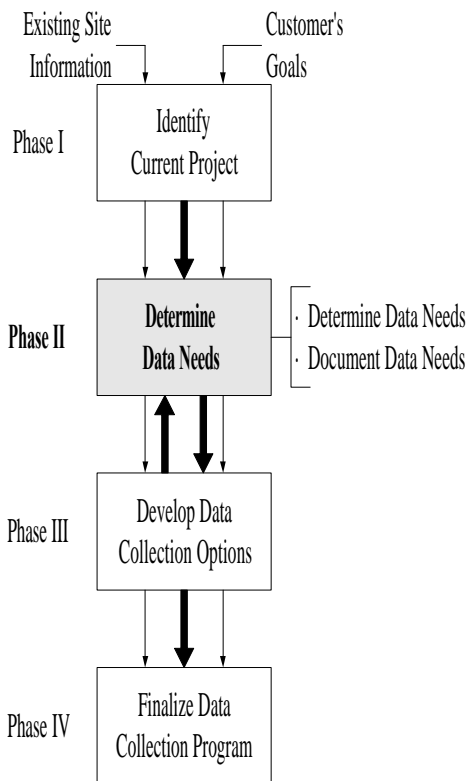 Existing Site
Information
Customer's
Goals
Phase I
Identify
Current Project
Phase II
Determine
Data Needs
· Determine Data Needs
· Document Data Needs
Phase III
Develop Data
Collection Options
Phase IV
Finalize Data
Collection Program